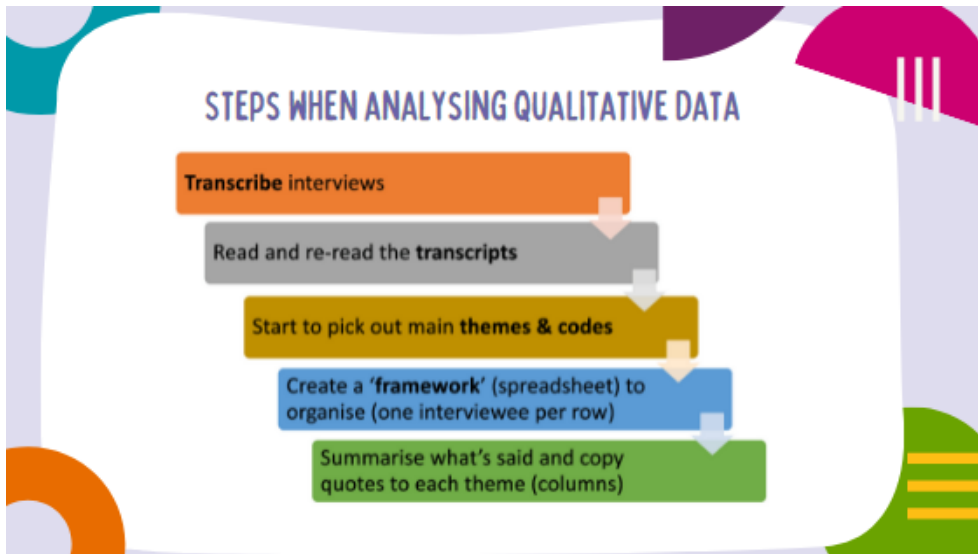 STEPS WHEN ANALYSING QUALITATIVE DATA
Transcribe interviews
Read and re-read the transcripts
Start to pick out main themes & codes
Create a ‘framework’ (spreadsheet) to
organise (one interviewee per row)
Summarise what’s said and copy
quotes to each theme (columns)